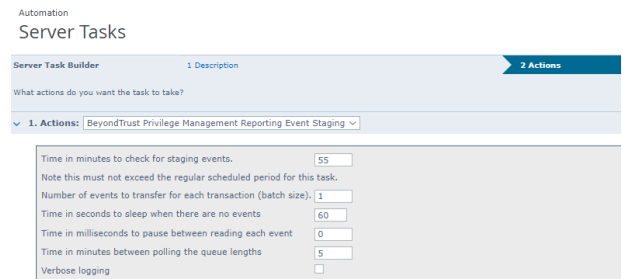 Automation
Server Tasks
Server Task Builder 1 Description 2 Actions
What actions do you want the task to take?
1. Actions: BeyondTrust Privilege Management Reporting Event Staging
Time in minutes to check for staging events. 55
Note this must not exceed the regular scheduled period for this task.
Number of events to transfer for each transaction (batch size). 1
Time in seconds to sleep when there are no events 60
Time in milliseconds to pause between reading each event 0
Time in minutes between polling the queue lengths 5
Verbose logging